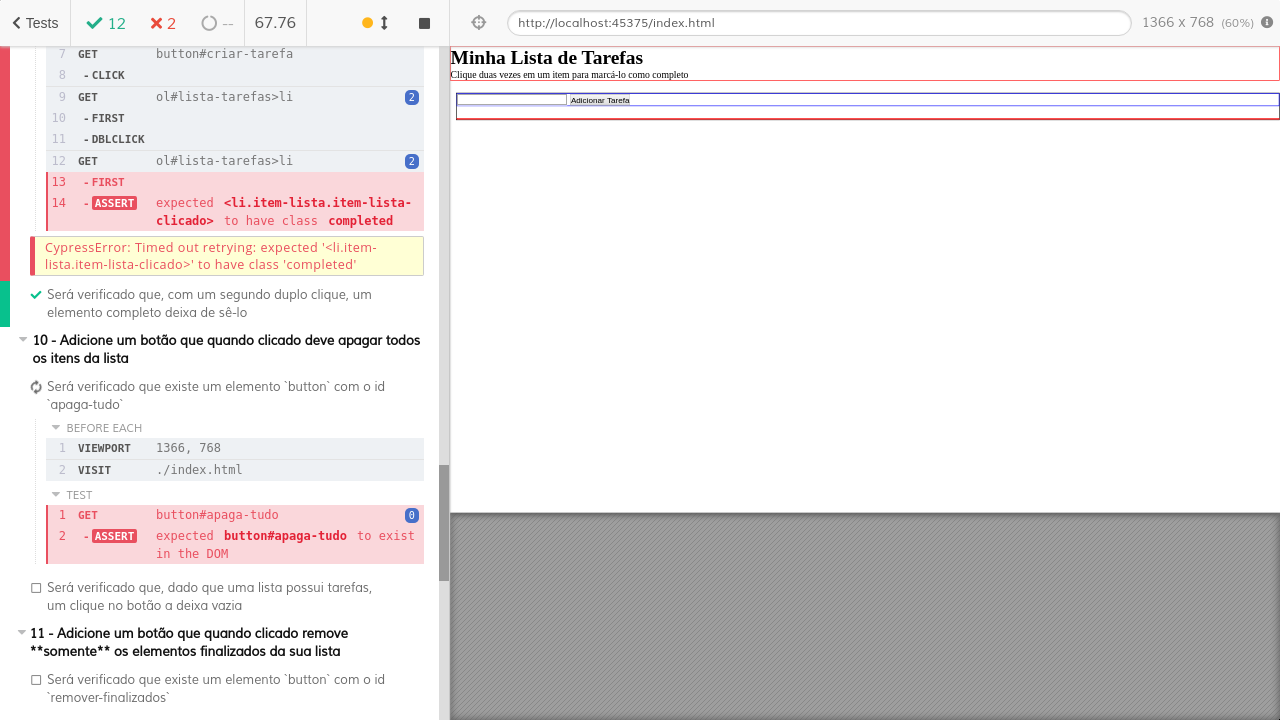 Tests 12 2 -- 67.76 http://localhost:45375/index.html 1366 x 768 (60%)
7 GET button#criar-tarefa
8 - CLICK
9 GET ol#lista-tarefas>li 2
10 - FIRST
11 - DBLCLICK
12 GET ol#lista-tarefas>li 2
13 - FIRST
14 - ASSERT expected <li.item-lista.item-lista-
clicado> to have class completed
CypressError: Timed out retrying: expected '<li.item-
lista.item-lista-clicado>' to have class 'completed'
Será verificado que, com um segundo duplo clique, um
elemento completo deixa de sê-lo
10 - Adicione um botão que quando clicado deve apagar todos
os itens da lista
Será verificado que existe um elemento `button` com o id
`apaga-tudo`
BEFORE EACH
1 VIEWPORT 1366, 768
2 VISIT ./index.html
TEST
1 GET button#apaga-tudo 0
2 - ASSERT expected button#apaga-tudo to exist
in the DOM
Será verificado que, dado que uma lista possui tarefas,
um clique no botão a deixa vazia
11 - Adicione um botão que quando clicado remove
**somente** os elementos finalizados da sua lista
Será verificado que existe um elemento `button` com o id
`remover-finalizados`
Minha Lista de Tarefas
Clique duas vezes em um item para marcá-lo como completo
Adicionar Tarefa